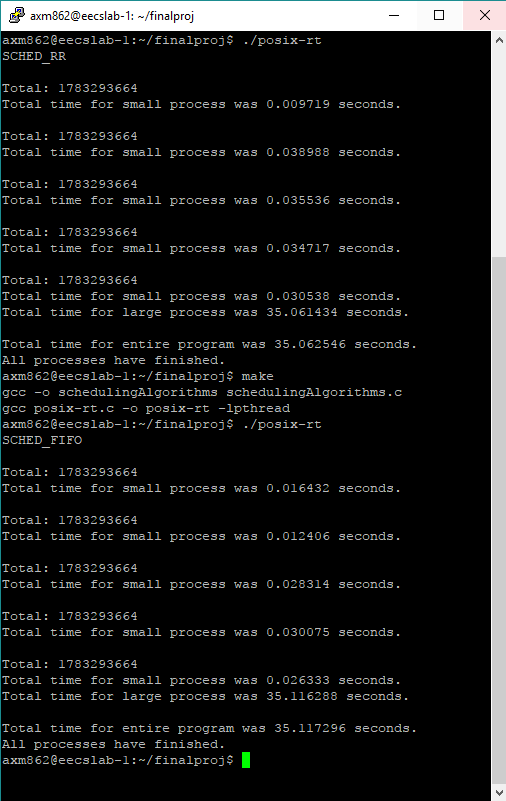 axm862@eecslab-1: ~/finalproj
axm862@eecslab-1:~/finalproj$ ./posix-rt
SCHED_RR
Total: 1783293664
Total time for small process was 0.009719 seconds.
Total: 1783293664
Total time for small process was 0.038988 seconds.
Total: 1783293664
Total time for small process was 0.035536 seconds.
Total: 1783293664
Total time for small process was 0.034717 seconds.
Total: 1783293664
Total time for small process was 0.030538 seconds.
Total time for large process was 35.061434 seconds.
Total time for entire program was 35.062546 seconds.
All processes have finished.
axm862@eecslab-1:~/finalproj$ make
gcc -o schedulingAlgorithms schedulingAlgorithms.c
gcc posix-rt.c -o posix-rt -lpthread
axm862@eecslab-1:~/finalproj$ ./posix-rt
SCHED_FIFO
Total: 1783293664
Total time for small process was 0.016432 seconds.
Total: 1783293664
Total time for small process was 0.012406 seconds.
Total: 1783293664
Total time for small process was 0.028314 seconds.
Total: 1783293664
Total time for small process was 0.030075 seconds.
Total: 1783293664
Total time for small process was 0.026333 seconds.
Total time for large process was 35.116288 seconds.
Total time for entire program was 35.117296 seconds.
All processes have finished.
axm862@eecslab-1:~/finalproj$